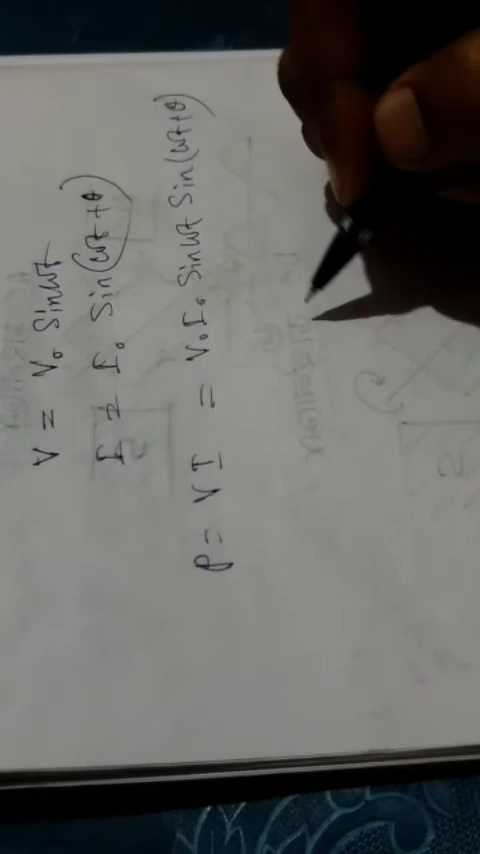 V = V₀ Sinωt
I = I₀ Sin(ωt+θ)
P = VI = V₀I₀ Sinωt Sin(ωt+θ)